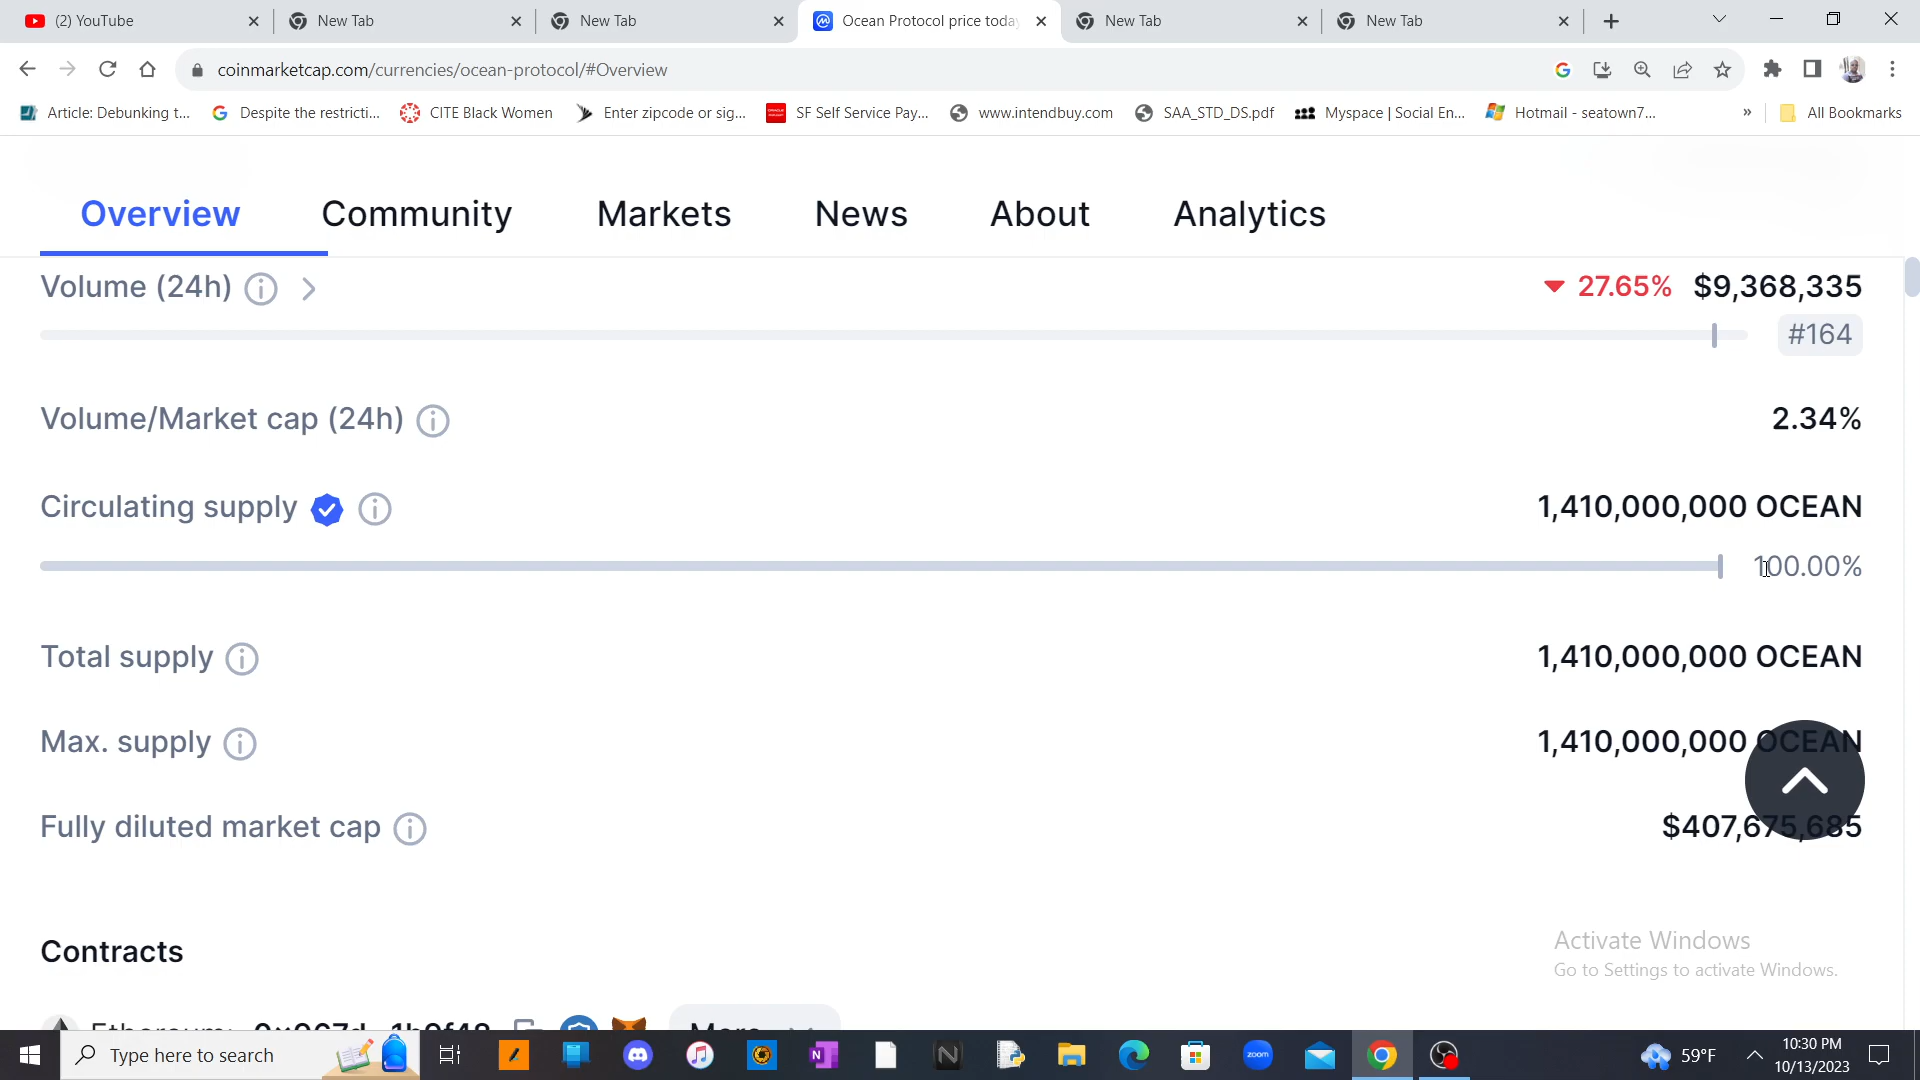 (2) YouTube
New Tab
New Tab
Ocean Protocol price today
New Tab
New Tab
coinmarketcap.com/currencies/ocean-protocol/#Overview
Article: Debunking t...
Despite the restricti...
CITE Black Women
Enter zipcode or sig...
SF Self Service Pay...
www.intendbuy.com
SAA_STD_DS.pdf
Myspace | Social En...
Hotmail - seatown7...
»
All Bookmarks
Overview Community Markets News About Analytics
Volume (24h) 27.65% $9,368,335
#164
Volume/Market cap (24h) 2.34%
Circulating supply 1,410,000,000 OCEAN
100.00%
Total supply 1,410,000,000 OCEAN
Max. supply 1,410,000,000 OCEAN
Fully diluted market cap $407,675,685
Contracts
Activate Windows
Go to Settings to activate Windows.
Ethereum: 0x967d...1b9f48 More
Type here to search
zoom
59°F
10:30 PM
10/13/2023